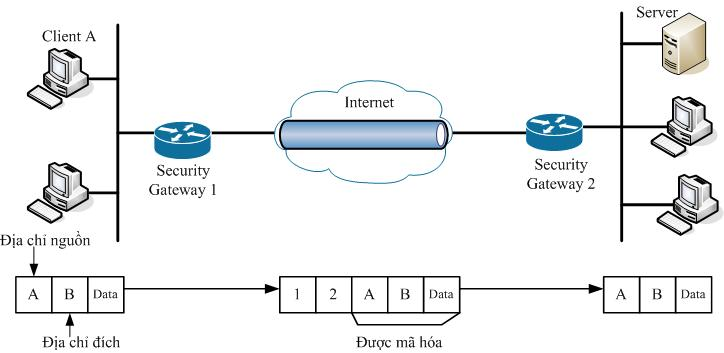 Client A
Server
Internet
Security
Gateway 1
Security
Gateway 2
Địa chỉ nguồn
A B Data
1 2 A B Data
A B Data
Địa chỉ đích
Được mã hóa